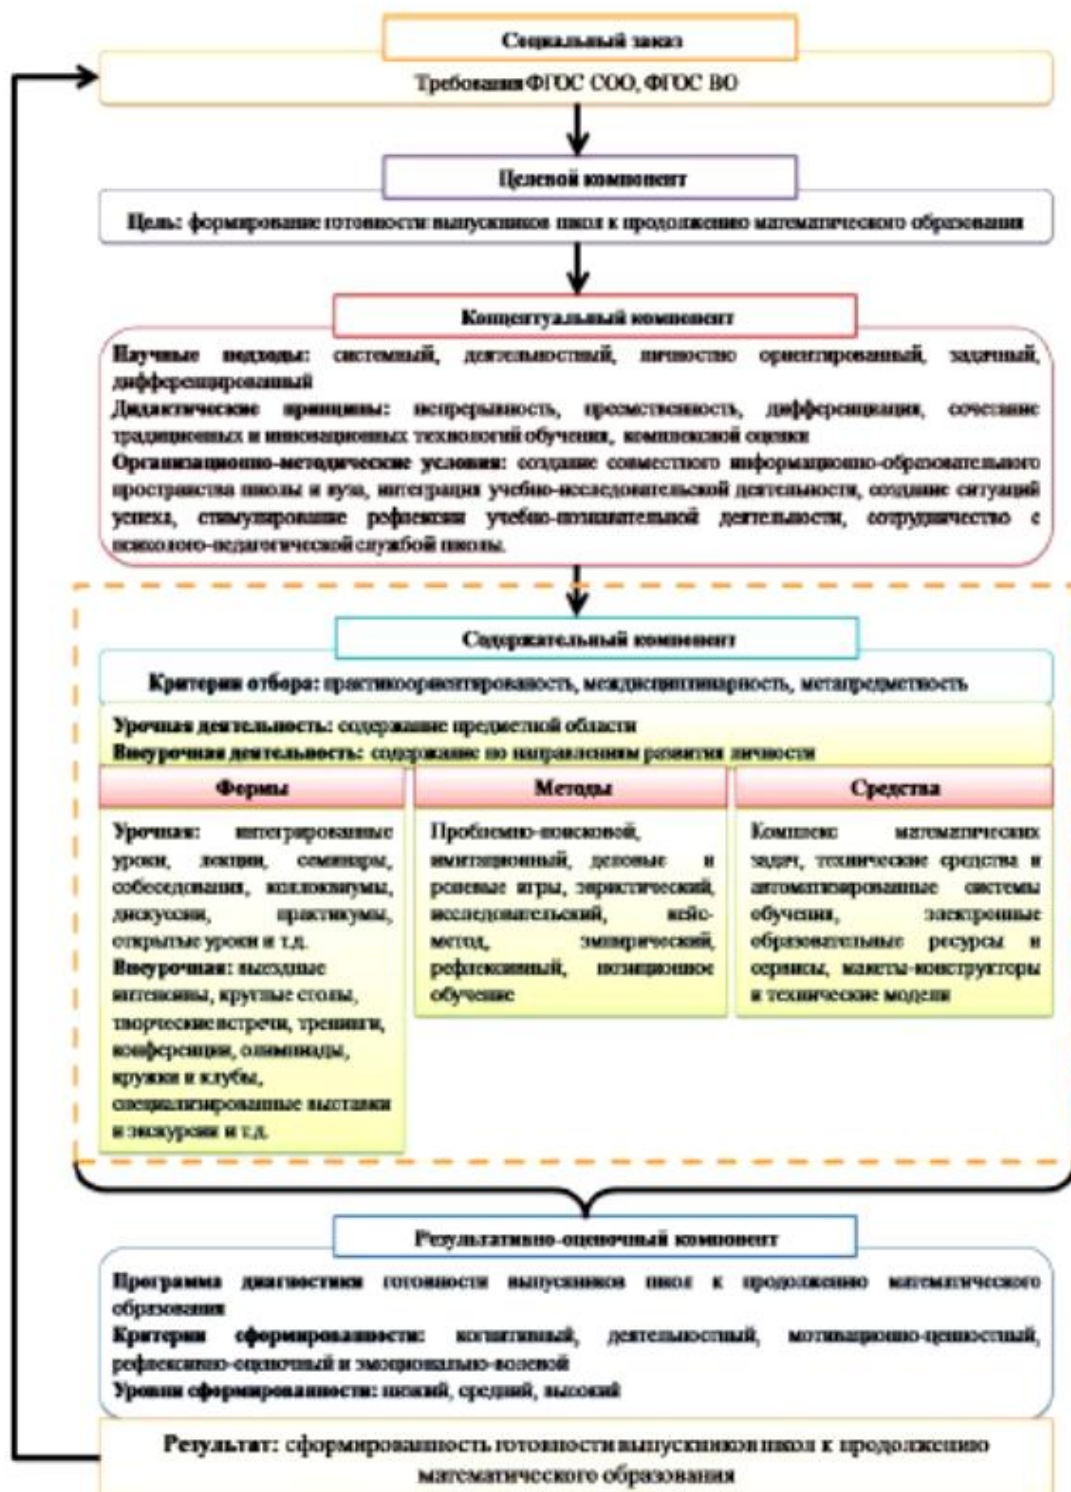 Социальный заказ
Требования ФГОС СОО, ФГОС ВО
Целевой компонент
Цель: формирование готовности выпускников школ к продолжению математического образования
Концептуальный компонент
Научные подходы: системный, деятельностный, личностно ориентированный, задачный,
дифференцированный
Дидактические принципы: непрерывность, преемственность, дифференциация, сочетание
традиционных и инновационных технологий обучения, комплексной оценки
Организационно-методические условия: создание совместного информационно-образовательного
пространства школы и вуза, интеграция учебно-исследовательской деятельности, создание ситуаций
успеха, стимулирование рефлексии учебно-познавательной деятельности, сотрудничество с
психолого-педагогической службой школы.
Содержательный компонент
Критерии отбора: практикоориентированость, междисциплинарность, метапредметность
Урочная деятельность: содержание предметной области
Внеурочная деятельность: содержание по направлениям развития личности
Формы
Урочная: интегрированные
уроки, лекции, семинары,
собеседования, коллоквиумы,
дискуссии, практикумы,
открытые уроки и т.д.
Внеурочная: выездные
интенсивы, круглые столы,
творческие встречи, тренинги,
конференции, олимпиады,
кружки и клубы,
специализированные выставки
и экскурсии и т.д.
Методы
Проблемно-поисковой,
имитационный, деловые и
ролевые игры, эвристический,
исследовательский, кейс-
метод, эмпирический,
рефлексивный, позиционное
обучение
Средства
Комплекс математических
задач, технические средства и
автоматизированные системы
обучения, электронные
образовательные ресурсы и
сервисы, макеты-конструкторы
и технические модели
Результативно-оценочный компонент
Программа диагностики готовности выпускников школ к продолжению математического
образования
Критерии сформированности: когнитивный, деятельностный, мотивационно-ценностный,
рефлексивно-оценочный и эмоционально-волевой
Уровни сформированности: низкий, средний, высокий
Результат: сформированность готовности выпускников школ к продолжению
математического образования